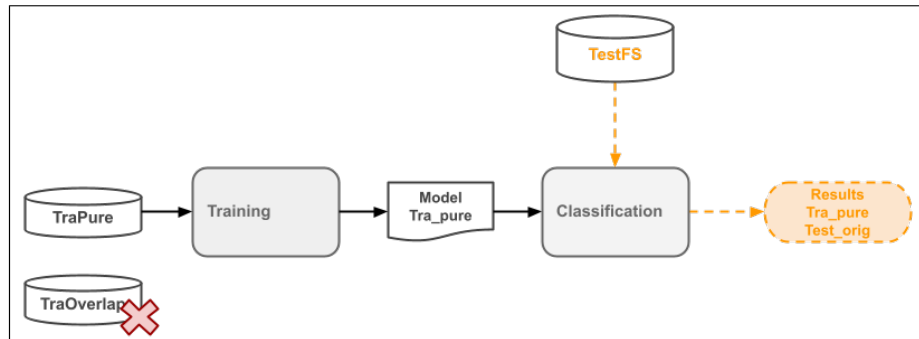 TestFS
TraPure
Training
Model
Tra_pure
Classification
Results
Tra_pure
Test_orig
TraOverlap